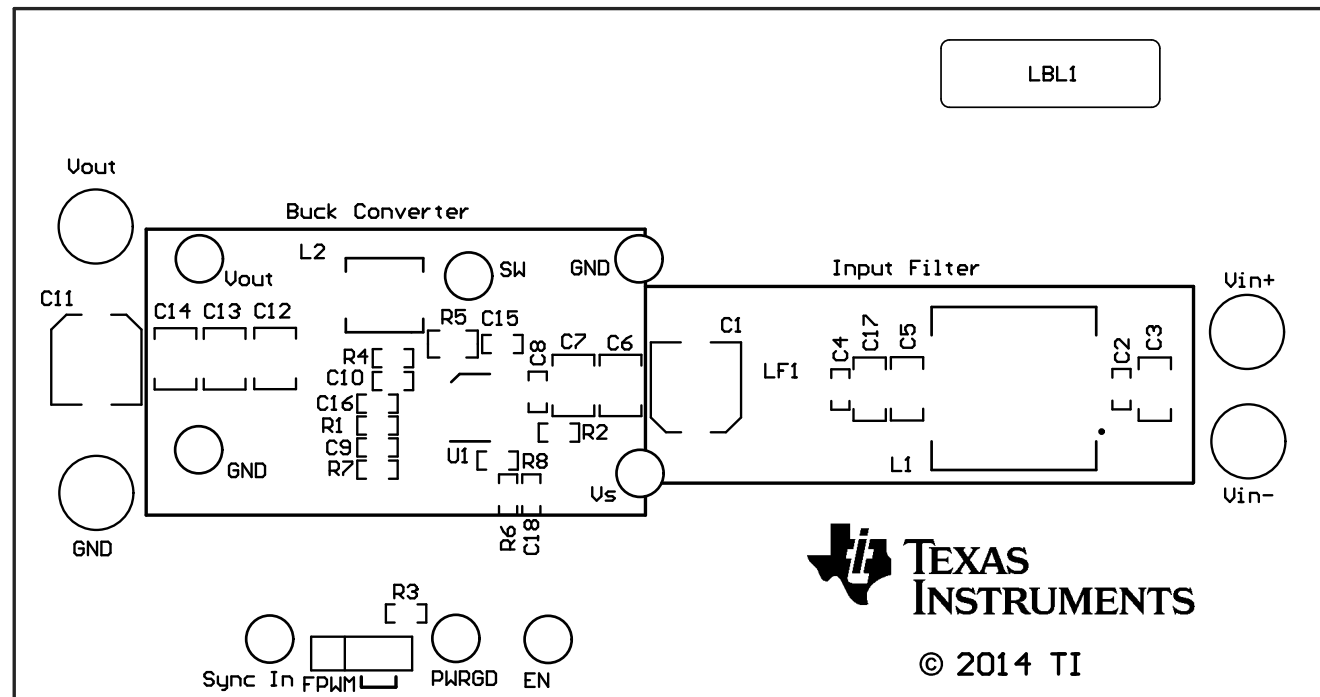 LBL1
Vout
Buck Converter
L2
Vout
SW
GND
Input Filter
Vin+
C11
C14
C13
C12
R5
C15
C8
C7
C6
C1
LF1
C4
C17
C5
C2
C3
R4
C10
C16
R1
C9
R7
U1
R2
R8
L1
GND
Vs
Vin-
GND
R6
C18
TEXAS
INSTRUMENTS
R3
Sync In
FPWM
PWRGD
EN
© 2014 TI